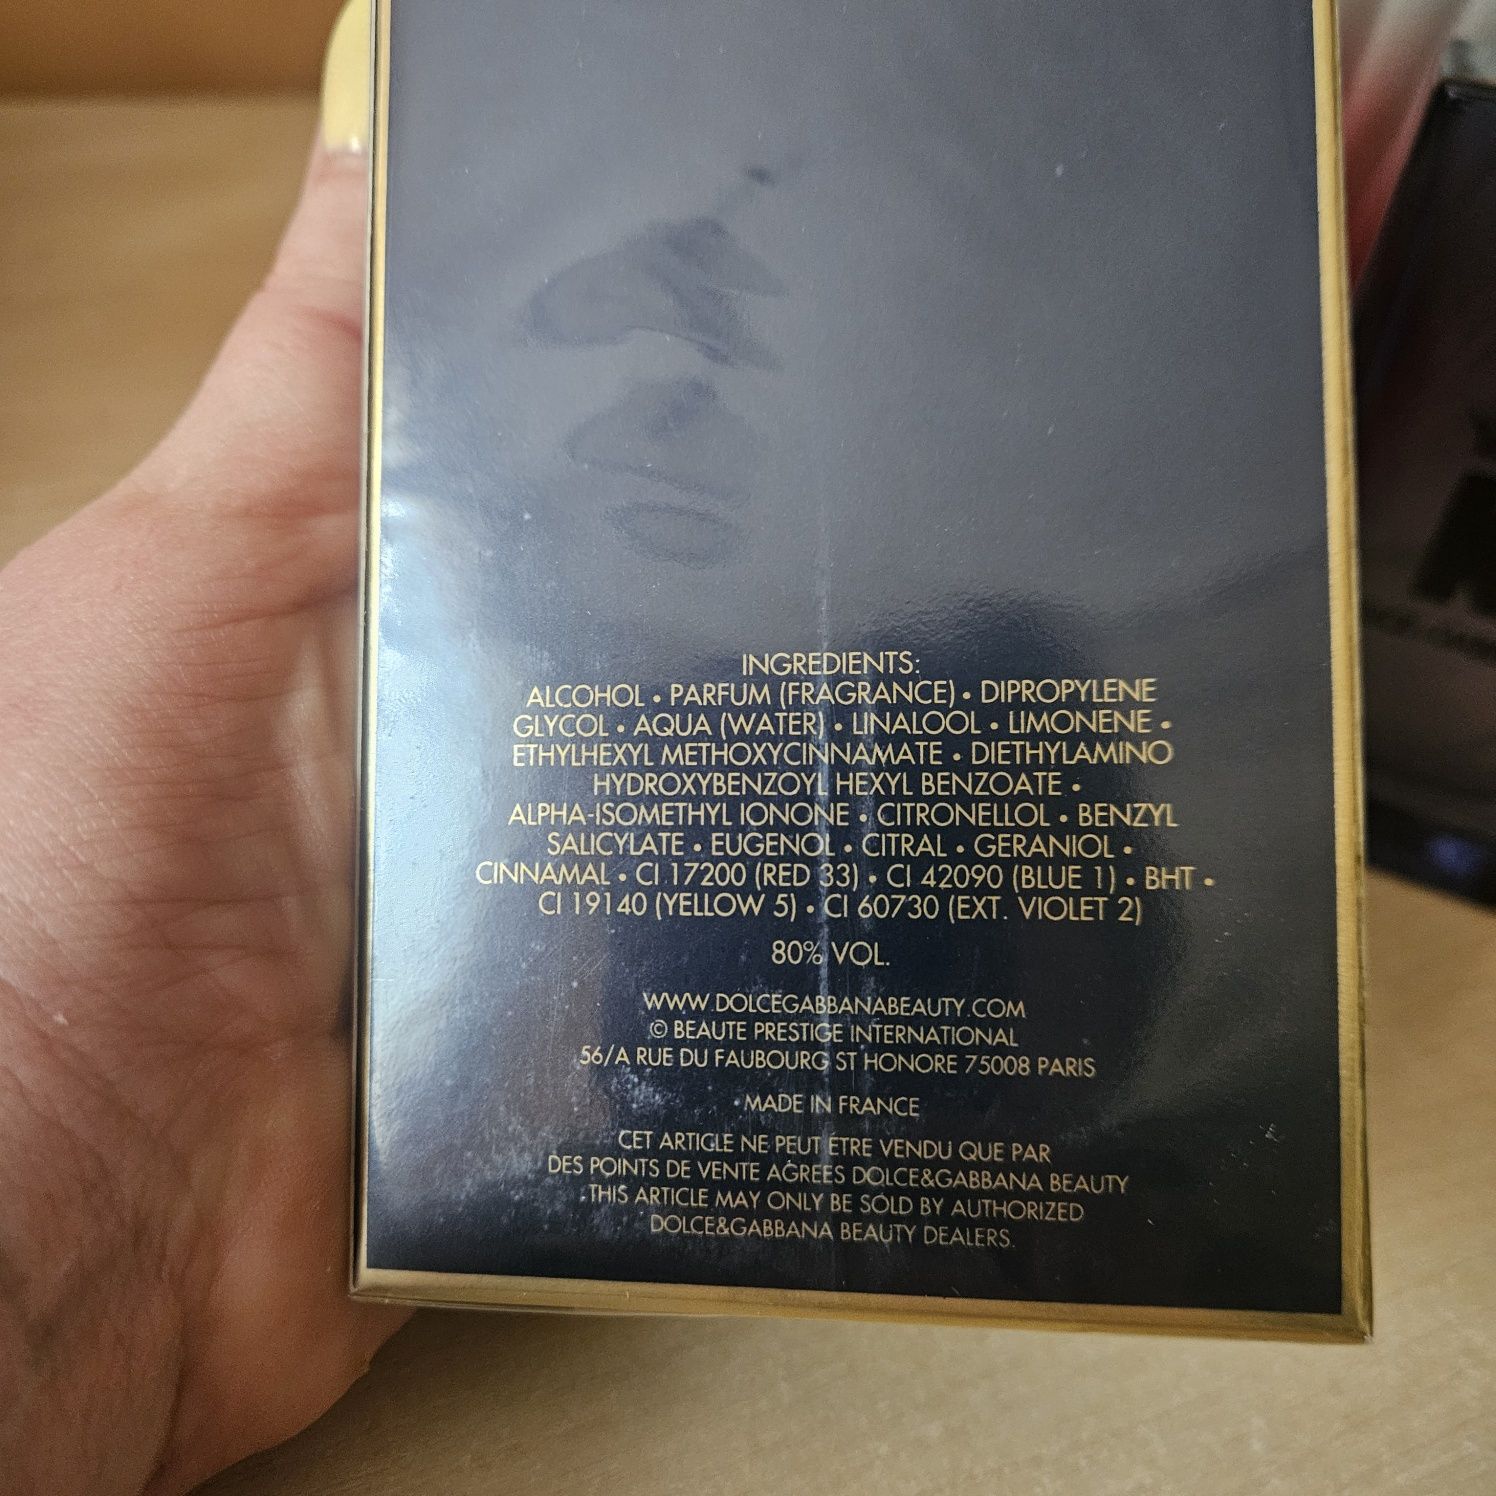 INGREDIENTS:
ALCOHOL • PARFUM (FRAGRANCE) • DIPROPYLENE
GLYCOL • AQUA (WATER) • LINALOOL • LIMONENE •
ETHYLHEXYL METHOXYCINNAMATE • DIETHYLAMINO
HYDROXYBENZOYL HEXYL BENZOATE •
ALPHA-ISOMETHYL IONONE • CITRONELLOL • BENZYL
SALICYLATE • EUGENOL • CITRAL • GERANIOL •
CINNAMAL • CI 17200 (RED 33) • CI 42090 (BLUE 1) • BHT •
CI 19140 (YELLOW 5) • CI 60730 (EXT. VIOLET 2)
80% VOL.
WWW.DOLCEGABBANABEAUTY.COM
© BEAUTE PRESTIGE INTERNATIONAL
56/A RUE DU FAUBOURG ST HONORE 75008 PARIS
MADE IN FRANCE
CET ARTICLE NE PEUT ÊTRE VENDU QUE PAR
DES POINTS DE VENTE AGRÉÉS DOLCE&GABBANA BEAUTY
THIS ARTICLE MAY ONLY BE SOLD BY AUTHORIZED
DOLCE&GABBANA BEAUTY DEALERS.